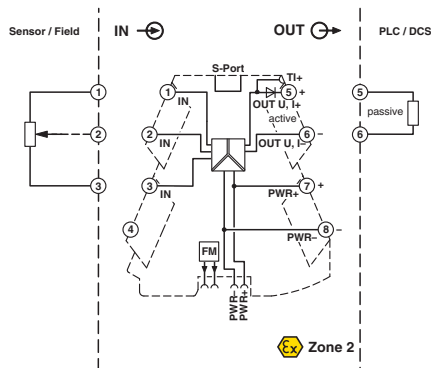 Sensor / Field
IN
OUT
PLC / DCS
S-Port
TI+
1
1
IN
5
+
OUT U, I+
active
5
passive
2
2
IN
6
–
OUT U, I–
6
3
3
IN
7
+
PWR+
4
8
–
PWR–
FM
PWR–
PWR+
Ex
Zone 2